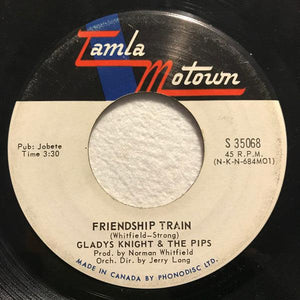 Tamla
Motown
Pub: Jobete
Time 3:30
S 35068
45 R.P.M.
(N-K-N-684M01)
FRIENDSHIP TRAIN
(Whitfield-Strong)
GLADYS KNIGHT & THE PIPS
Prod. by Norman Whitfield
Orch. Dir. by Jerry Long
MADE IN CANADA BY PHONODISC LTD.